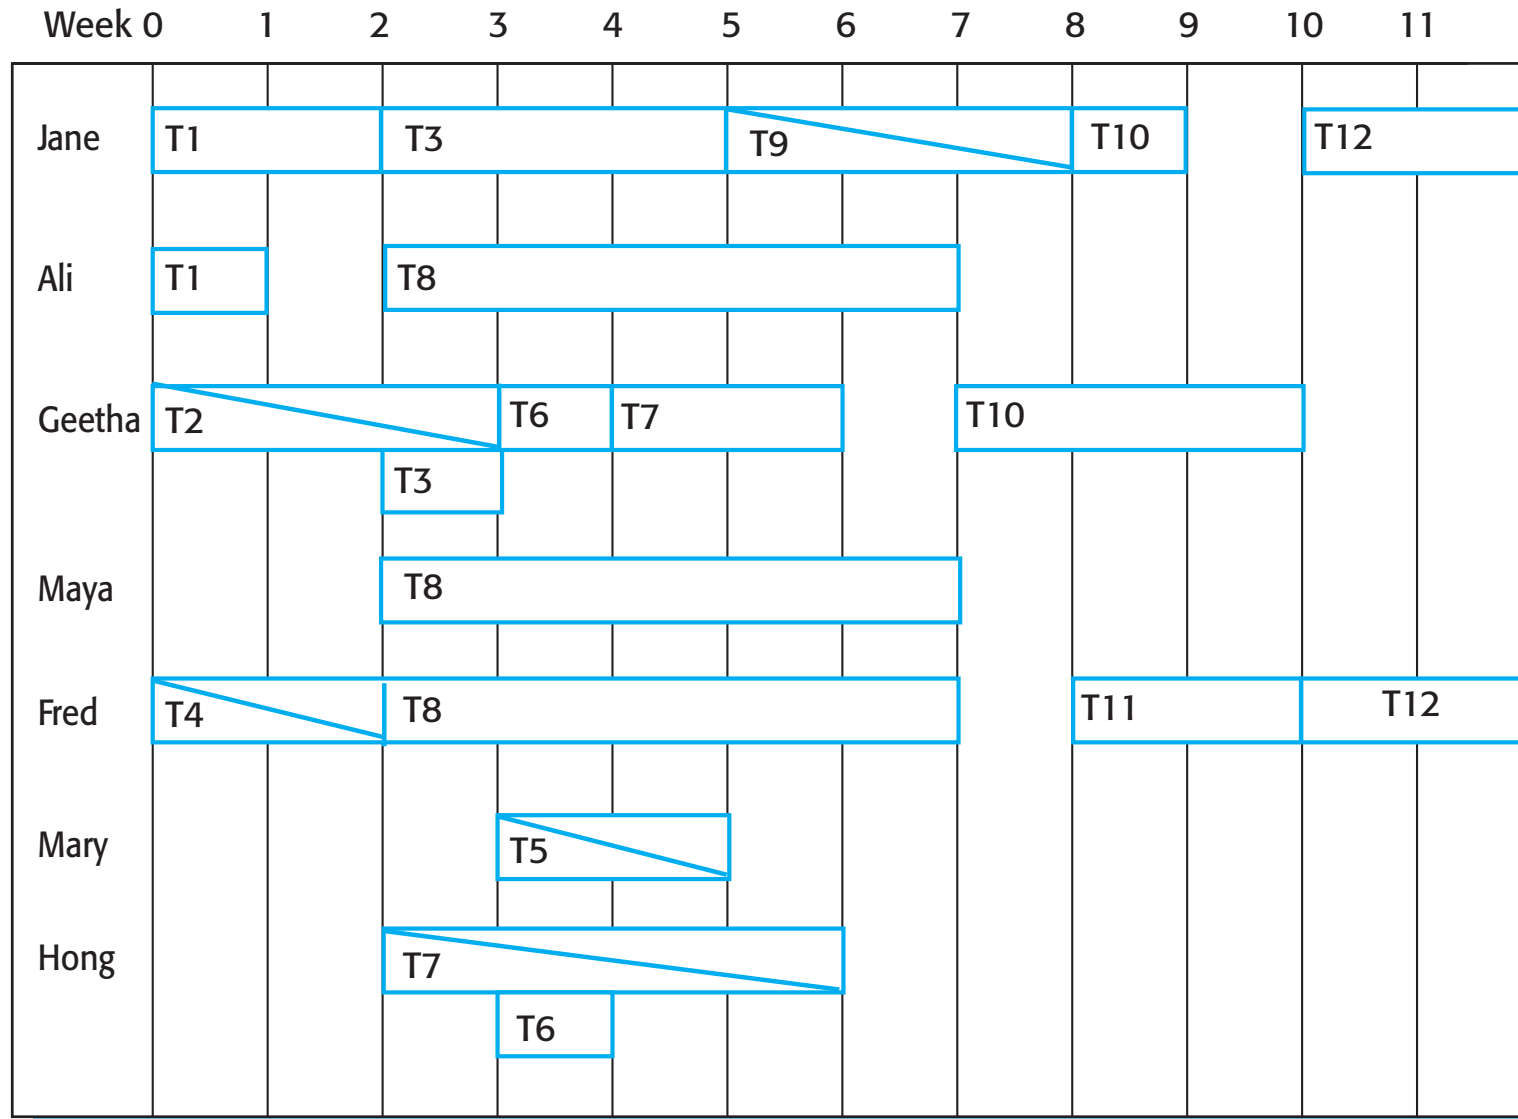 Week 0 1 2 3 4 5 6 7 8 9 10 11
Jane T1 T3 T9 T10 T12
Ali T1 T8
Geetha T2 T6 T7 T10
T3
Maya T8
Fred T4 T8 T11 T12
Mary T5
Hong T7
T6